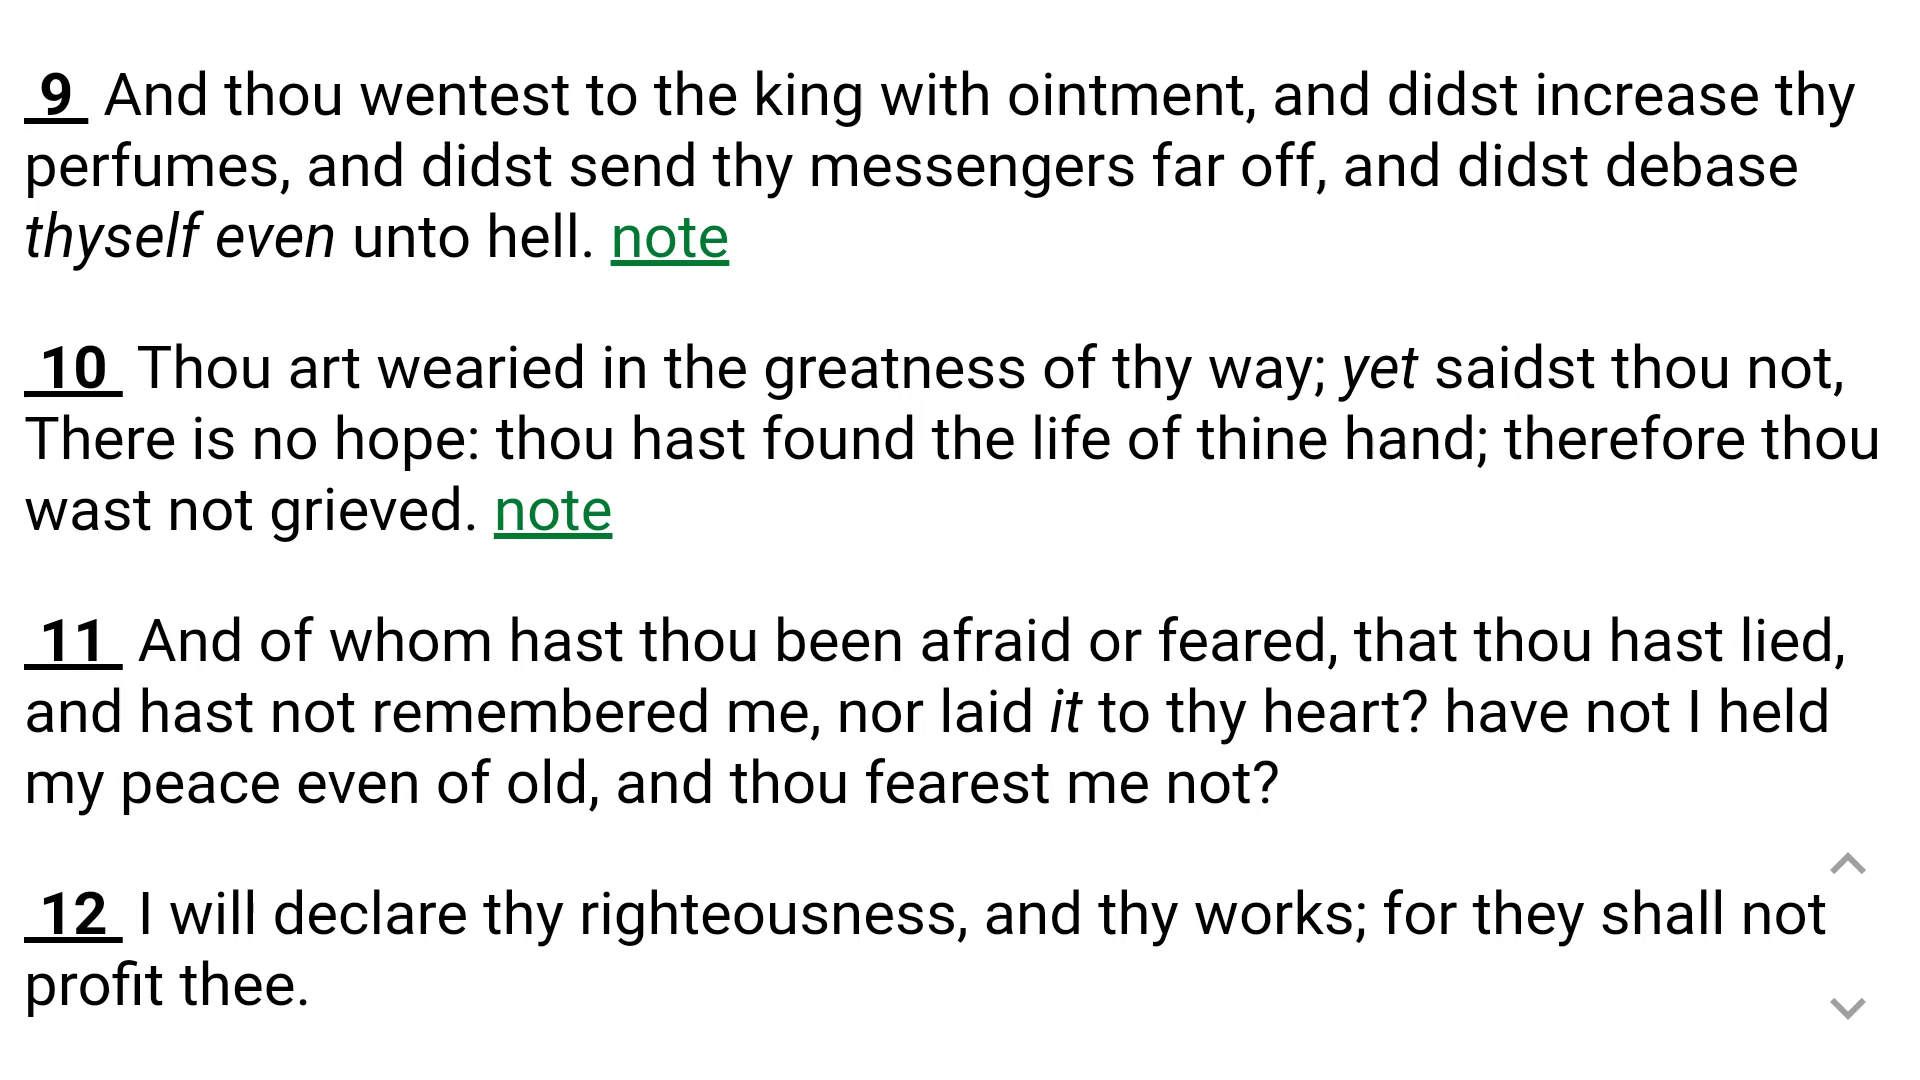 9 And thou wentest to the king with ointment, and didst increase thy
perfumes, and didst send thy messengers far off, and didst debase
thyself even unto hell. note
10 Thou art wearied in the greatness of thy way; yet saidst thou not,
There is no hope: thou hast found the life of thine hand; therefore thou
wast not grieved. note
11 And of whom hast thou been afraid or feared, that thou hast lied,
and hast not remembered me, nor laid it to thy heart? have not I held
my peace even of old, and thou fearest me not?
12 I will declare thy righteousness, and thy works; for they shall not
profit thee.